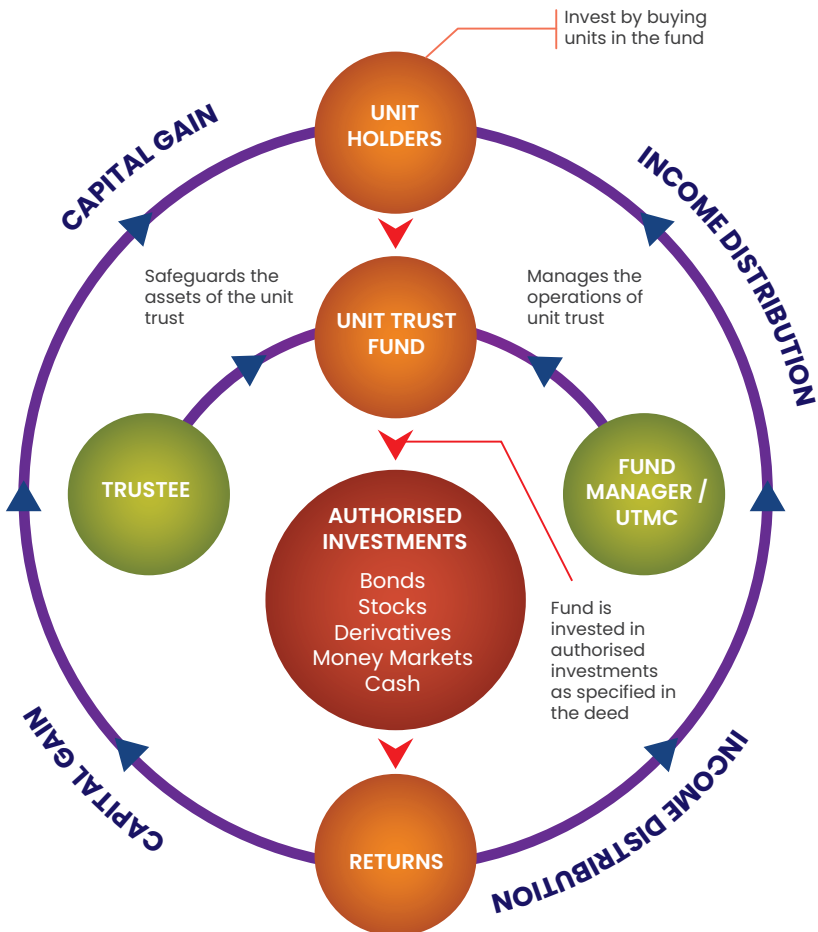 Invest by buying
units in the fund
UNIT
HOLDERS
CAPITAL GAIN
INCOME DISTRIBUTION
Safeguards the
assets of the unit
trust
Manages the
operations of
unit trust
UNIT TRUST
FUND
TRUSTEE
FUND
MANAGER /
UTMC
AUTHORISED
INVESTMENTS
Bonds
Stocks
Derivatives
Money Markets
Cash
Fund is
invested in
authorised
investments
as specified in
the deed
CAPITAL GAIN
INCOME DISTRIBUTION
RETURNS